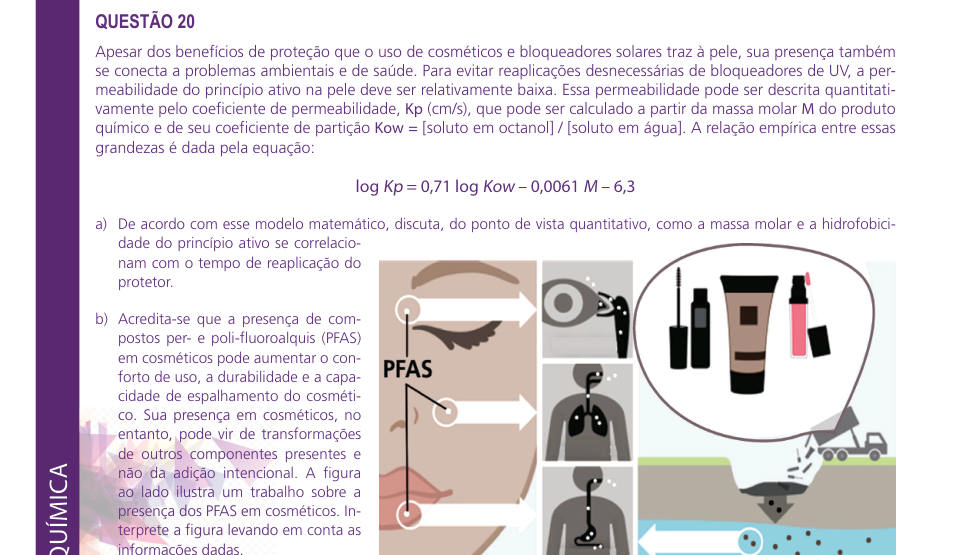 QUESTÃO 20
Apesar dos benefícios de proteção que o uso de cosméticos e bloqueadores solares traz à pele, sua presença também
se conecta a problemas ambientais e de saúde. Para evitar reaplicações desnecessárias de bloqueadores de UV, a per-
meabilidade do princípio ativo na pele deve ser relativamente baixa. Essa permeabilidade pode ser descrita quantitati-
vamente pelo coeficiente de permeabilidade, Kp (cm/s), que pode ser calculado a partir da massa molar M do produto
químico e de seu coeficiente de partição Kow = [soluto em octanol] / [soluto em água]. A relação empírica entre essas
grandezas é dada pela equação:
log Kp = 0,71 log Kow – 0,0061 M – 6,3
a) De acordo com esse modelo matemático, discuta, do ponto de vista quantitativo, como a massa molar e a hidrofobici-
dade do princípio ativo se correlacio-
nam com o tempo de reaplicação do
protetor.
b) Acredita-se que a presença de com-
postos per- e poli-fluoroalquis (PFAS)
em cosméticos pode aumentar o con-
forto de uso, a durabilidade e a capa-
cidade de espalhamento do cosméti-
co. Sua presença em cosméticos, no
entanto, pode vir de transformações
de outros componentes presentes e
não da adição intencional. A figura
ao lado ilustra um trabalho sobre a
presença dos PFAS em cosméticos. In-
terprete a figura levando em conta as
informações dadas.
PFAS
QUÍMICA